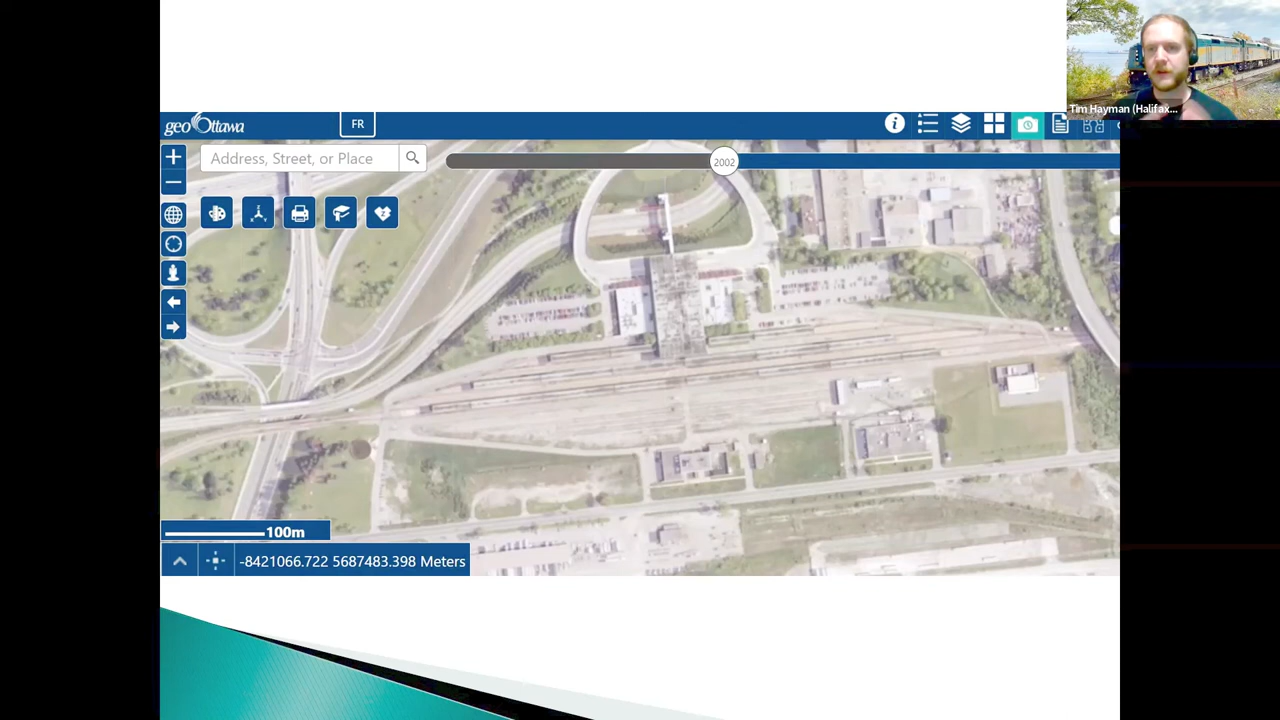 Tim Hayman (Halifax...
geoOttawa
FR
Address, Street, or Place
2002
100m
-8421066.722 5687483.398 Meters